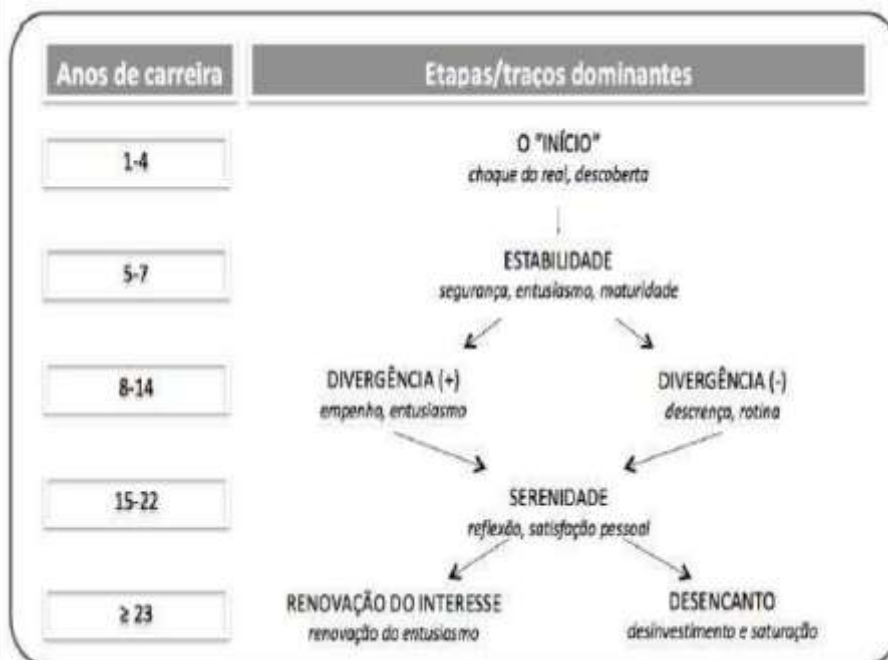 Anos de carreira
Etapas/traços dominantes
1-4
O "INÍCIO"
choque do real, descoberta
5-7
ESTABILIDADE
segurança, entusiasmo, maturidade
8-14
DIVERGÊNCIA (+)
empenho, entusiasmo
DIVERGÊNCIA (-)
descrença, rotina
15-22
SERENIDADE
reflexão, satisfação pessoal
≥ 23
RENOVAÇÃO DO INTERESSE
renovação do entusiasmo
DESENCANTO
desinvestimento e saturação